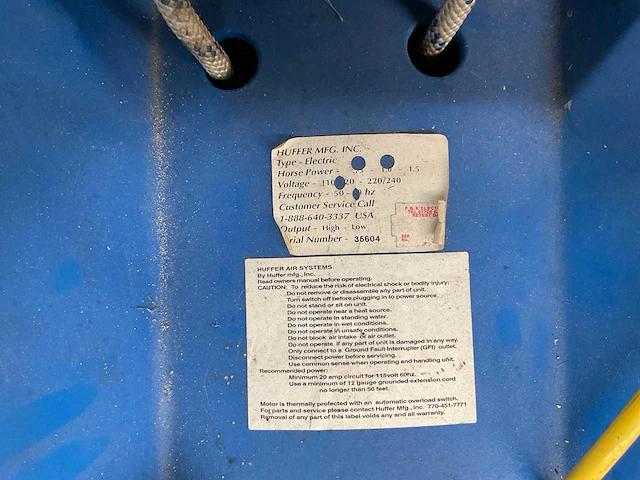 HUFFER MFG. INC.
Type - Electric
Horse Power - 1.0 - 1.5
Voltage - 110 20 - 220/240
Frequency - 50 - hz
Customer Service Call
1-888-640-3337 USA
Output - High - Low
rial Number - 35604
HUFFER AIR SYSTEMS
By Huffer mfg., Inc.
Read owners manual before operating.
CAUTION: To reduce the risk of electrical shock or bodily injury:
Do not remove or disassemble any part of unit.
Turn switch off before plugging in to power source.
Do not stand or sit on unit.
Do not operate near a heat source.
Do not operate in standing water.
Do not operate in wet conditions.
Do not operate in unsafe conditions.
Do not block air intake or air outlet.
Do not operate if any part of unit is damaged in any way.
Only connect to a Ground Fault Interrupter (GFI) outlet.
Disconnect power before servicing.
Use common sense when operating and handling unit.
Recommended power:
Minimum 20 amp circuit for 115volt 60hz.
Use a minimum of 12 gauge grounded extension cord
no longer than 50 feet.
Motor is thermally protected with an automatic overload switch.
For parts and service please contact Huffer Mfg., Inc. 770-451-7771
Removal of any part of this label voids any and all warranty.